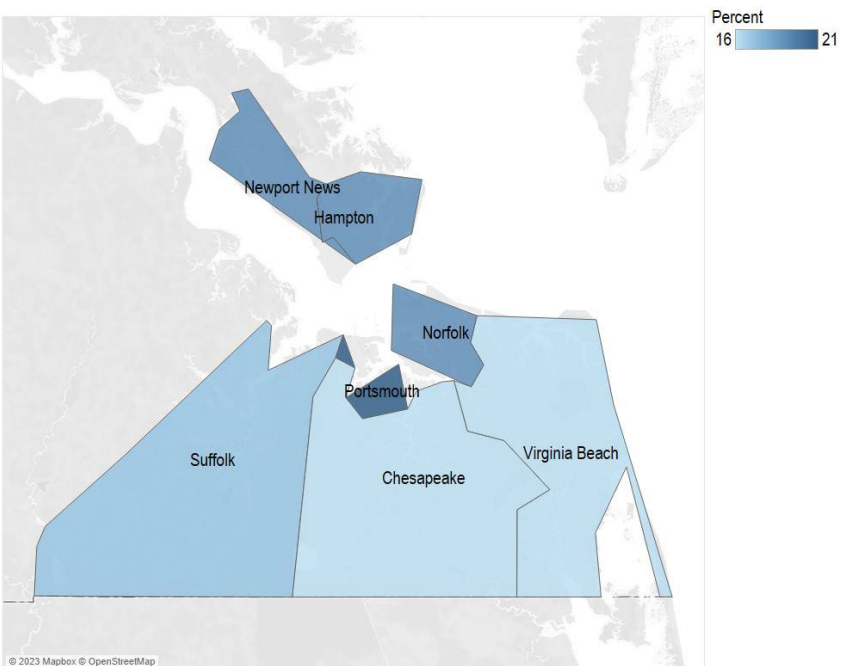 Percent
16 21
Newport News
Hampton
Norfolk
Portsmouth
Suffolk
Virginia Beach
Chesapeake
© 2023 Mapbox © OpenStreetMap